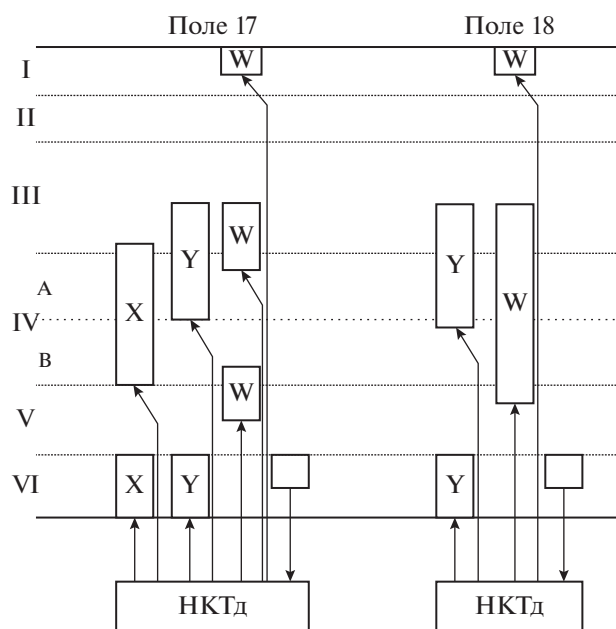 Поле 17 Поле 18
W W
I
II
III
Y W Y W
A X
IV
B
W
V
VI X Y Y
НКТд НКТд